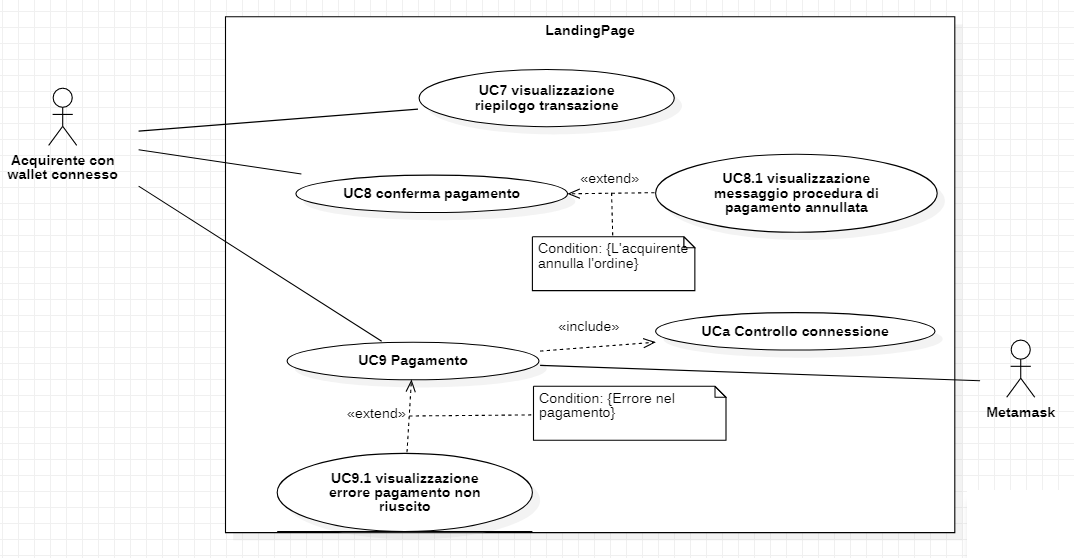 LandingPage
UC7 visualizzazione
riepilogo transazione
Acquirente con
wallet connesso
UC8 conferma pagamento
«extend»
UC8.1 visualizzazione
messaggio procedura di
pagamento annullata
Condition: {L'acquirente
annulla l'ordine}
«include»
UCa Controllo connessione
UC9 Pagamento
Metamask
«extend»
Condition: {Errore nel
pagamento}
UC9.1 visualizzazione
errore pagamento non
riuscito